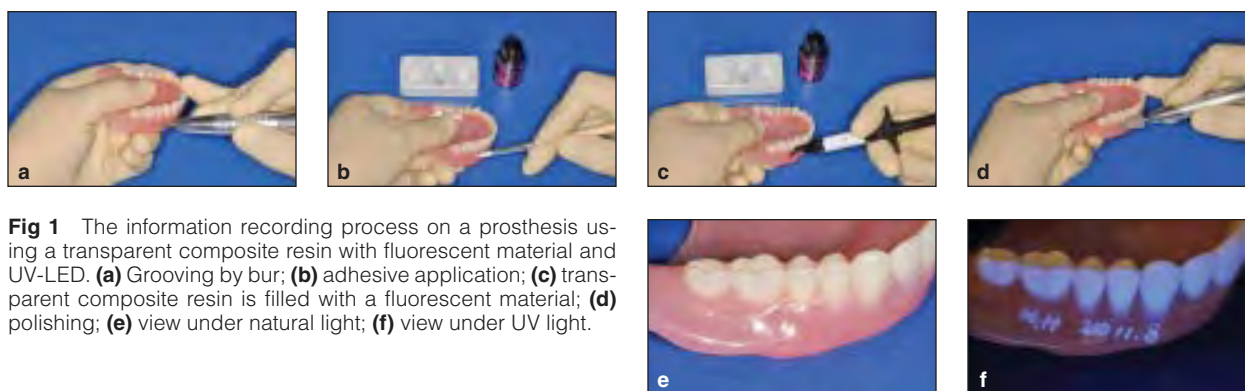 a
b
c
d
Fig 1 The information recording process on a prosthesis us-
ing a transparent composite resin with fluorescent material and
UV-LED. (a) Grooving by bur; (b) adhesive application; (c) trans-
parent composite resin is filled with a fluorescent material; (d)
polishing; (e) view under natural light; (f) view under UV light.
e
2011.8
f